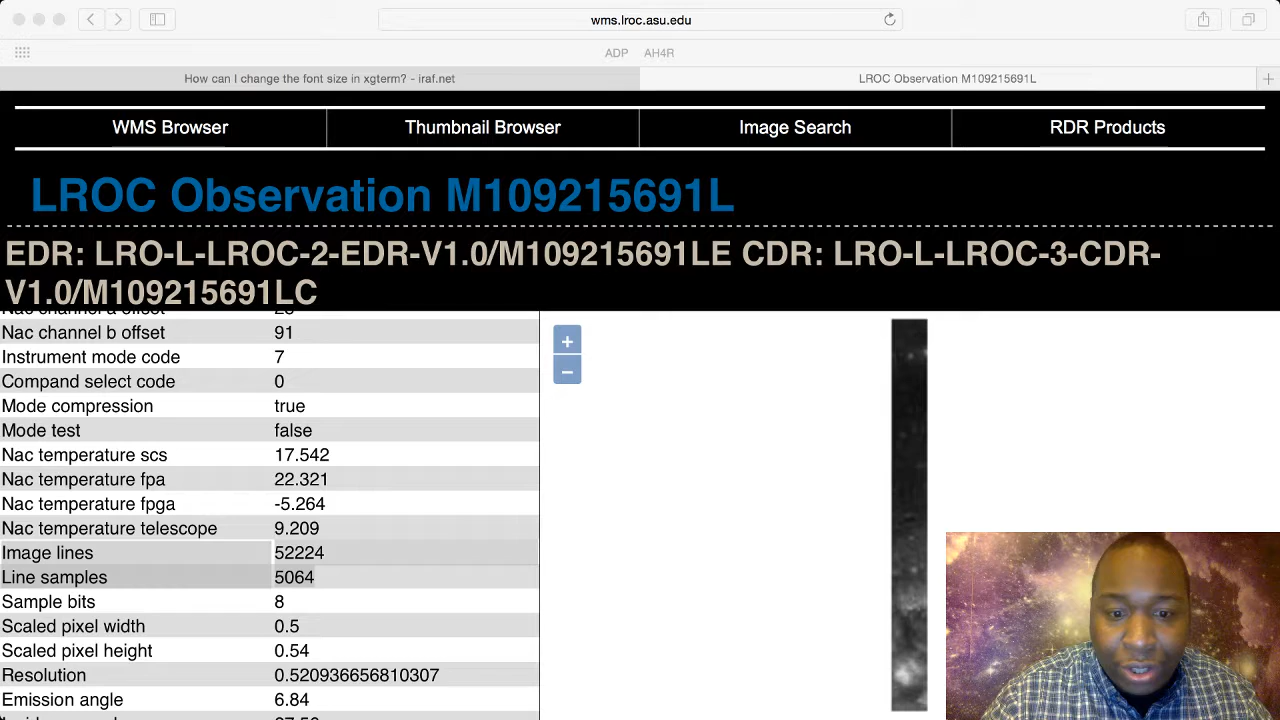 wms.lroc.asu.edu
ADP AH4R
How can I change the font size in xgterm? - iraf.net LROC Observation M109215691L
WMS Browser Thumbnail Browser Image Search RDR Products
LROC Observation M109215691L
EDR: LRO-L-LROC-2-EDR-V1.0/M109215691LE CDR: LRO-L-LROC-3-CDR-
V1.0/M109215691LC
Nac channel b offset 91
Instrument mode code 7
Compand select code 0
Mode compression true
Mode test false
Nac temperature scs 17.542
Nac temperature fpa 22.321
Nac temperature fpga -5.264
Nac temperature telescope 9.209
Image lines 52224
Line samples 5064
Sample bits 8
Scaled pixel width 0.5
Scaled pixel height 0.54
Resolution 0.520936656810307
Emission angle 6.84